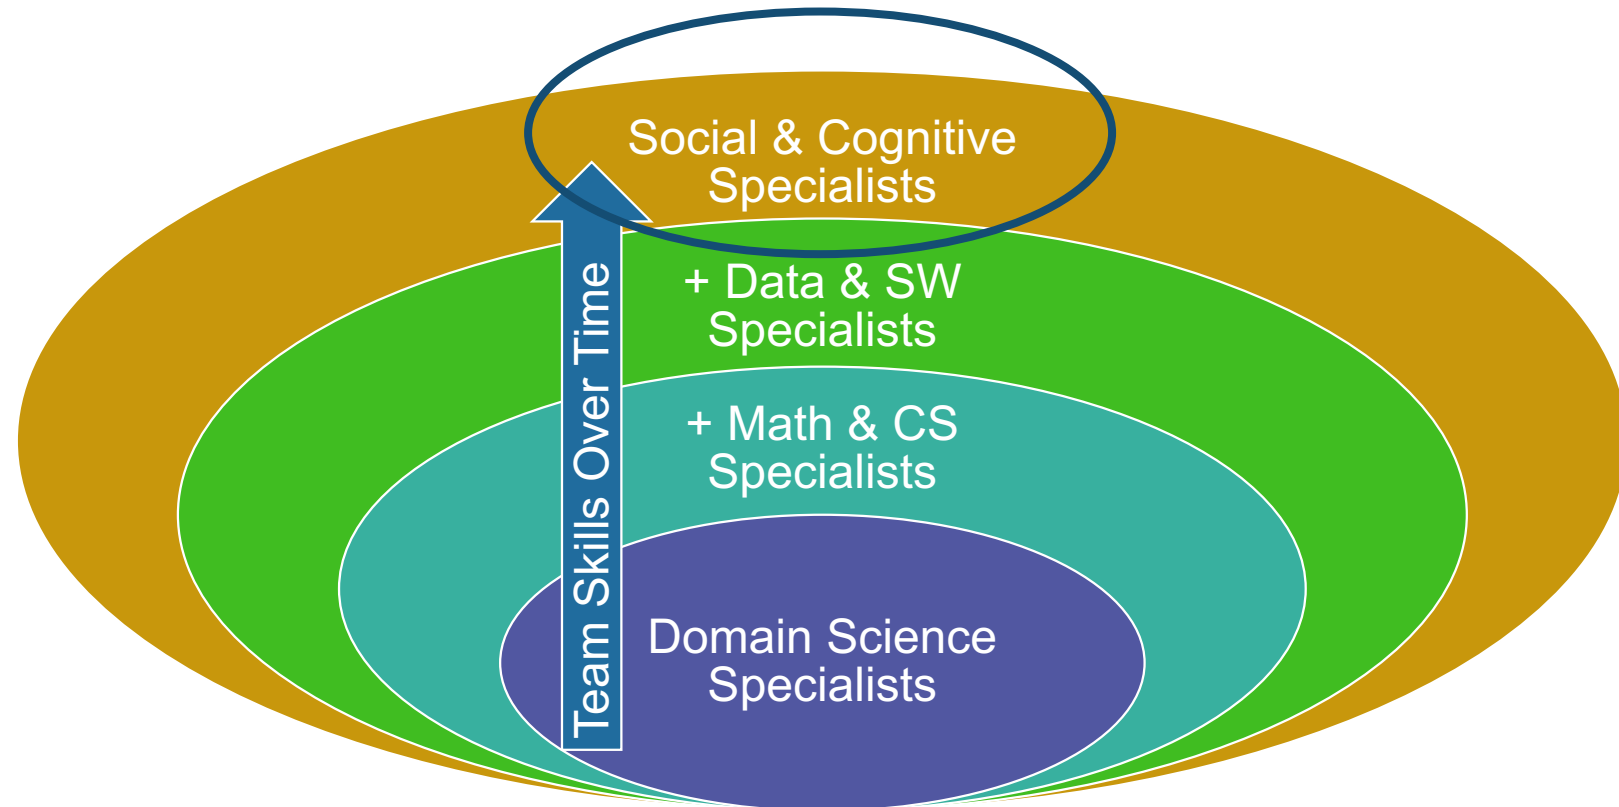 Social & Cognitive
Specialists
+ Data & SW
Specialists
+ Math & CS
Specialists
Domain Science
Specialists
Team Skills Over Time